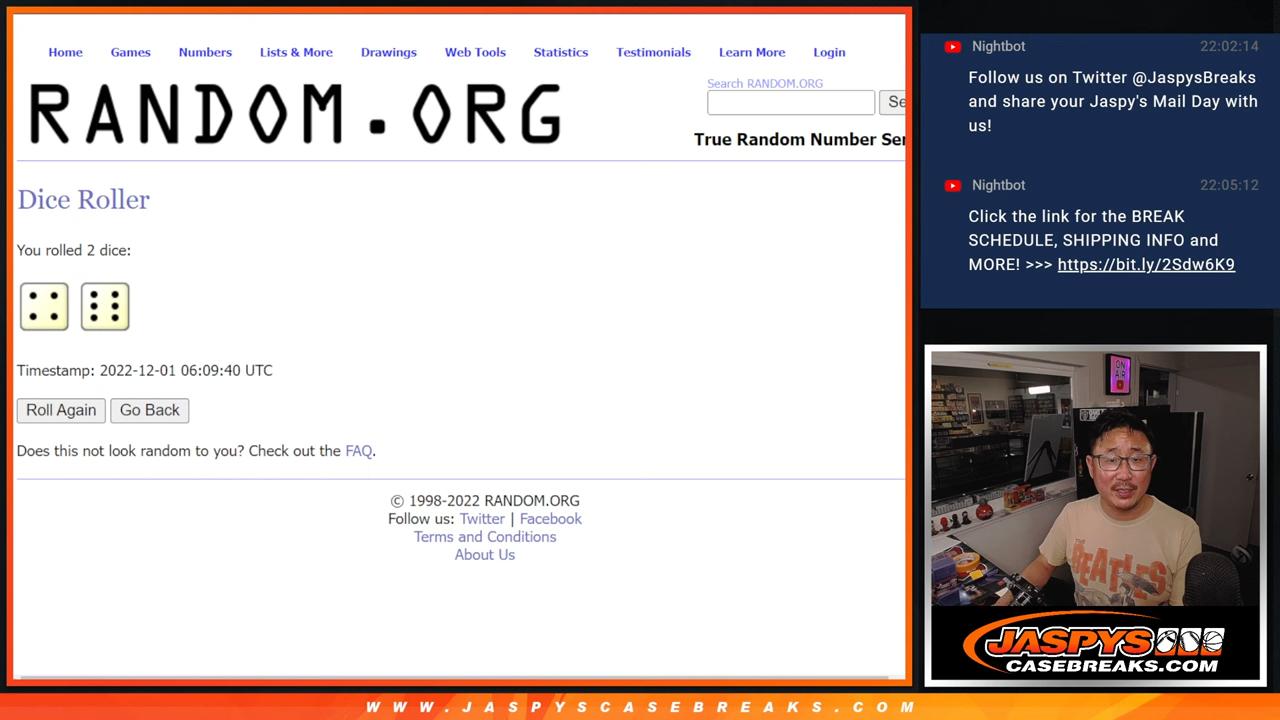 Home Games Numbers Lists & More Drawings Web Tools Statistics Testimonials Learn More Login
RANDOM.ORG
Search RANDOM.ORG
Se
True Random Number Ser
Dice Roller
You rolled 2 dice:
Timestamp: 2022-12-01 06:09:40 UTC
Roll Again Go Back
Does this not look random to you? Check out the FAQ.
© 1998-2022 RANDOM.ORG
Follow us: Twitter | Facebook
Terms and Conditions
About Us
Nightbot 22:02:14
Follow us on Twitter @JaspysBreaks
and share your Jaspy's Mail Day with
us!
Nightbot 22:05:12
Click the link for the BREAK
SCHEDULE, SHIPPING INFO and
MORE! >>> https://bit.ly/2Sdw6K9
ON
AIR
THE
BEATLES
JASPYS
CASEBREAKS.COM
WWW.JASPYSCASEBREAKS.COM